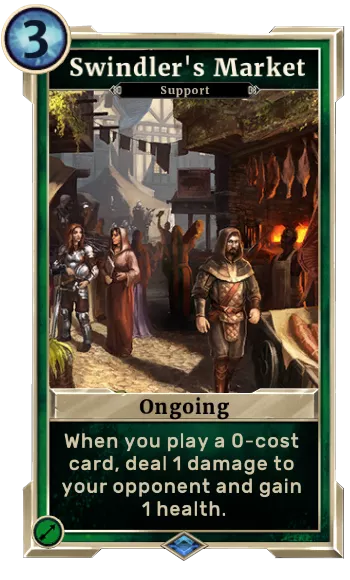 3
Swindler's Market
Support
Ongoing
When you play a 0-cost
card, deal 1 damage to
your opponent and gain
1 health.